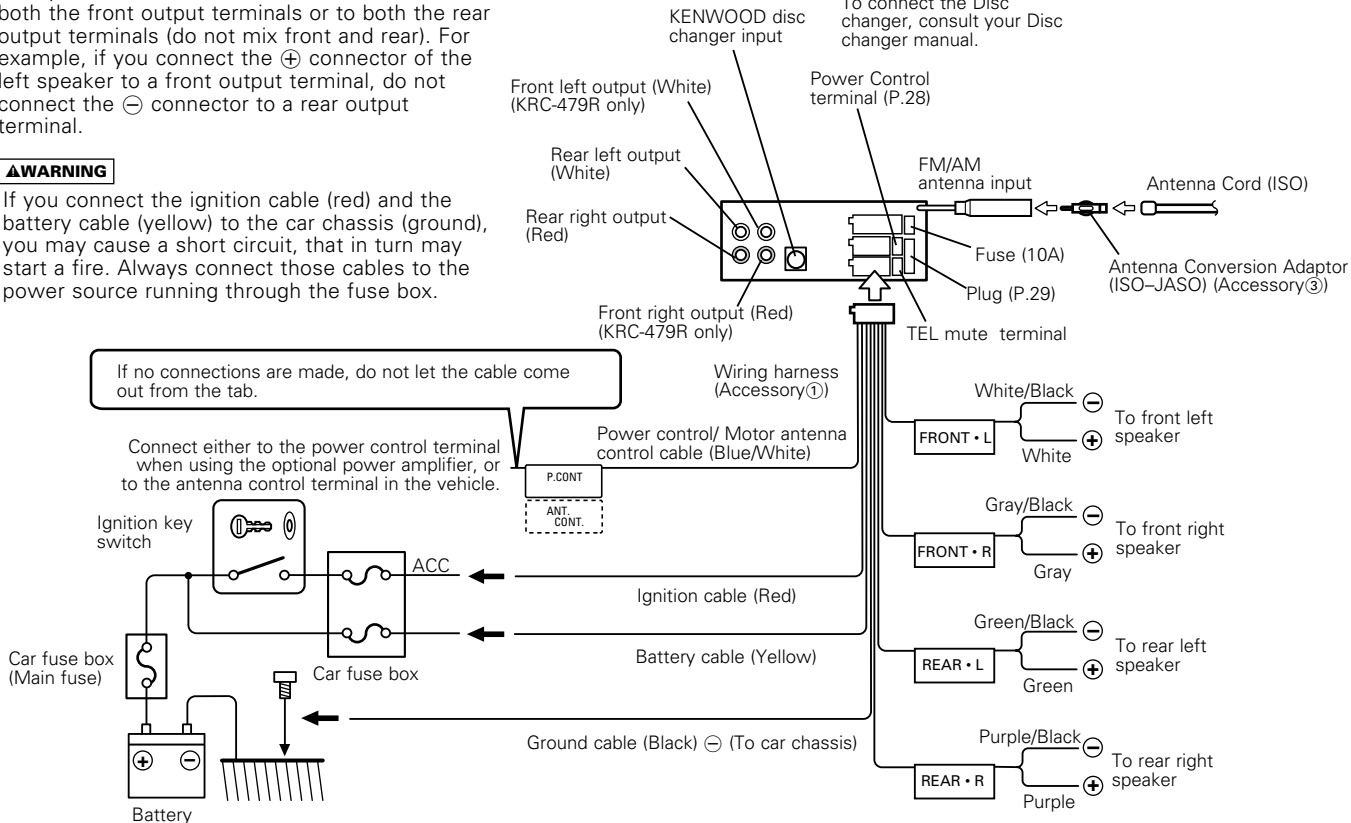 both the front output terminals or to both the rear
output terminals (do not mix front and rear). For
example, if you connect the ⊕ connector of the
left speaker to a front output terminal, do not
connect the ⊖ connector to a rear output
terminal.
⚠WARNING
If you connect the ignition cable (red) and the
battery cable (yellow) to the car chassis (ground),
you may cause a short circuit, that in turn may
start a fire. Always connect those cables to the
power source running through the fuse box.
To connect the Disc
changer, consult your Disc
changer manual.
KENWOOD disc
changer input
Power Control
terminal (P.28)
Front left output (White)
(KRC-479R only)
Rear left output
(White)
Rear right output
(Red)
Front right output (Red)
(KRC-479R only)
FM/AM
antenna input
Antenna Cord (ISO)
Fuse (10A)
Antenna Conversion Adaptor
(ISO–JASO) (Accessory③)
Plug (P.29)
TEL mute terminal
Wiring harness
(Accessory①)
If no connections are made, do not let the cable come
out from the tab.
Connect either to the power control terminal
when using the optional power amplifier, or
to the antenna control terminal in the vehicle.
Power control/ Motor antenna
control cable (Blue/White)
P.CONT
ANT.
CONT.
Ignition key
switch
ACC
Ignition cable (Red)
Battery cable (Yellow)
Car fuse box
(Main fuse)
Car fuse box
Ground cable (Black) ⊖ (To car chassis)
⊕ ⊖
Battery
White/Black ⊖
FRONT • L
White ⊕
To front left
speaker
Gray/Black ⊖
FRONT • R
Gray ⊕
To front right
speaker
Green/Black ⊖
REAR • L
Green ⊕
To rear left
speaker
Purple/Black ⊖
REAR • R
Purple ⊕
To rear right
speaker